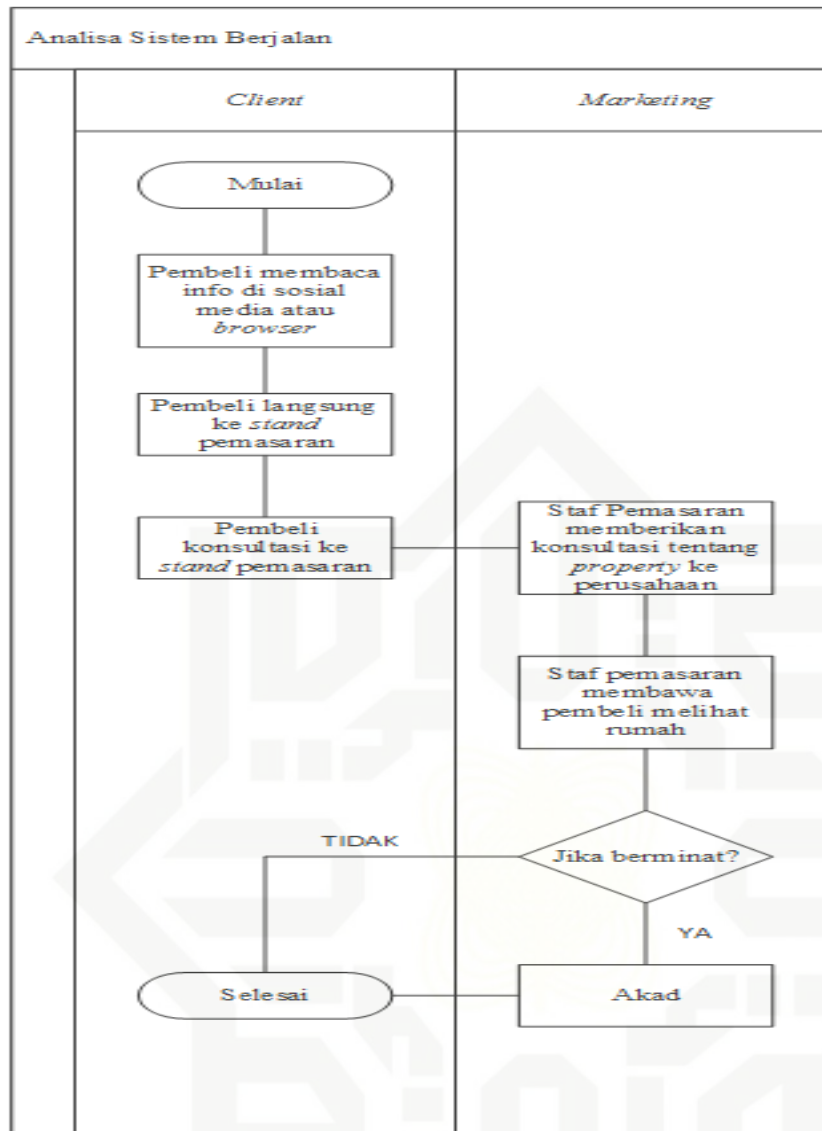 Analisa Sistem Berjalan
Client
Marketing
Mulai
Pembeli membaca
info di sosial
media atau
browser
Pembeli langsung
ke stand
pemasaran
Pembeli
konsultasi ke
stand pemasaran
Staf Pemasaran
memberikan
konsultasi tentang
property ke
perusahaan
Staf pemasaran
membawa
pembeli melihat
rumah
Jika berminat?
TIDAK
YA
Akad
Selesai